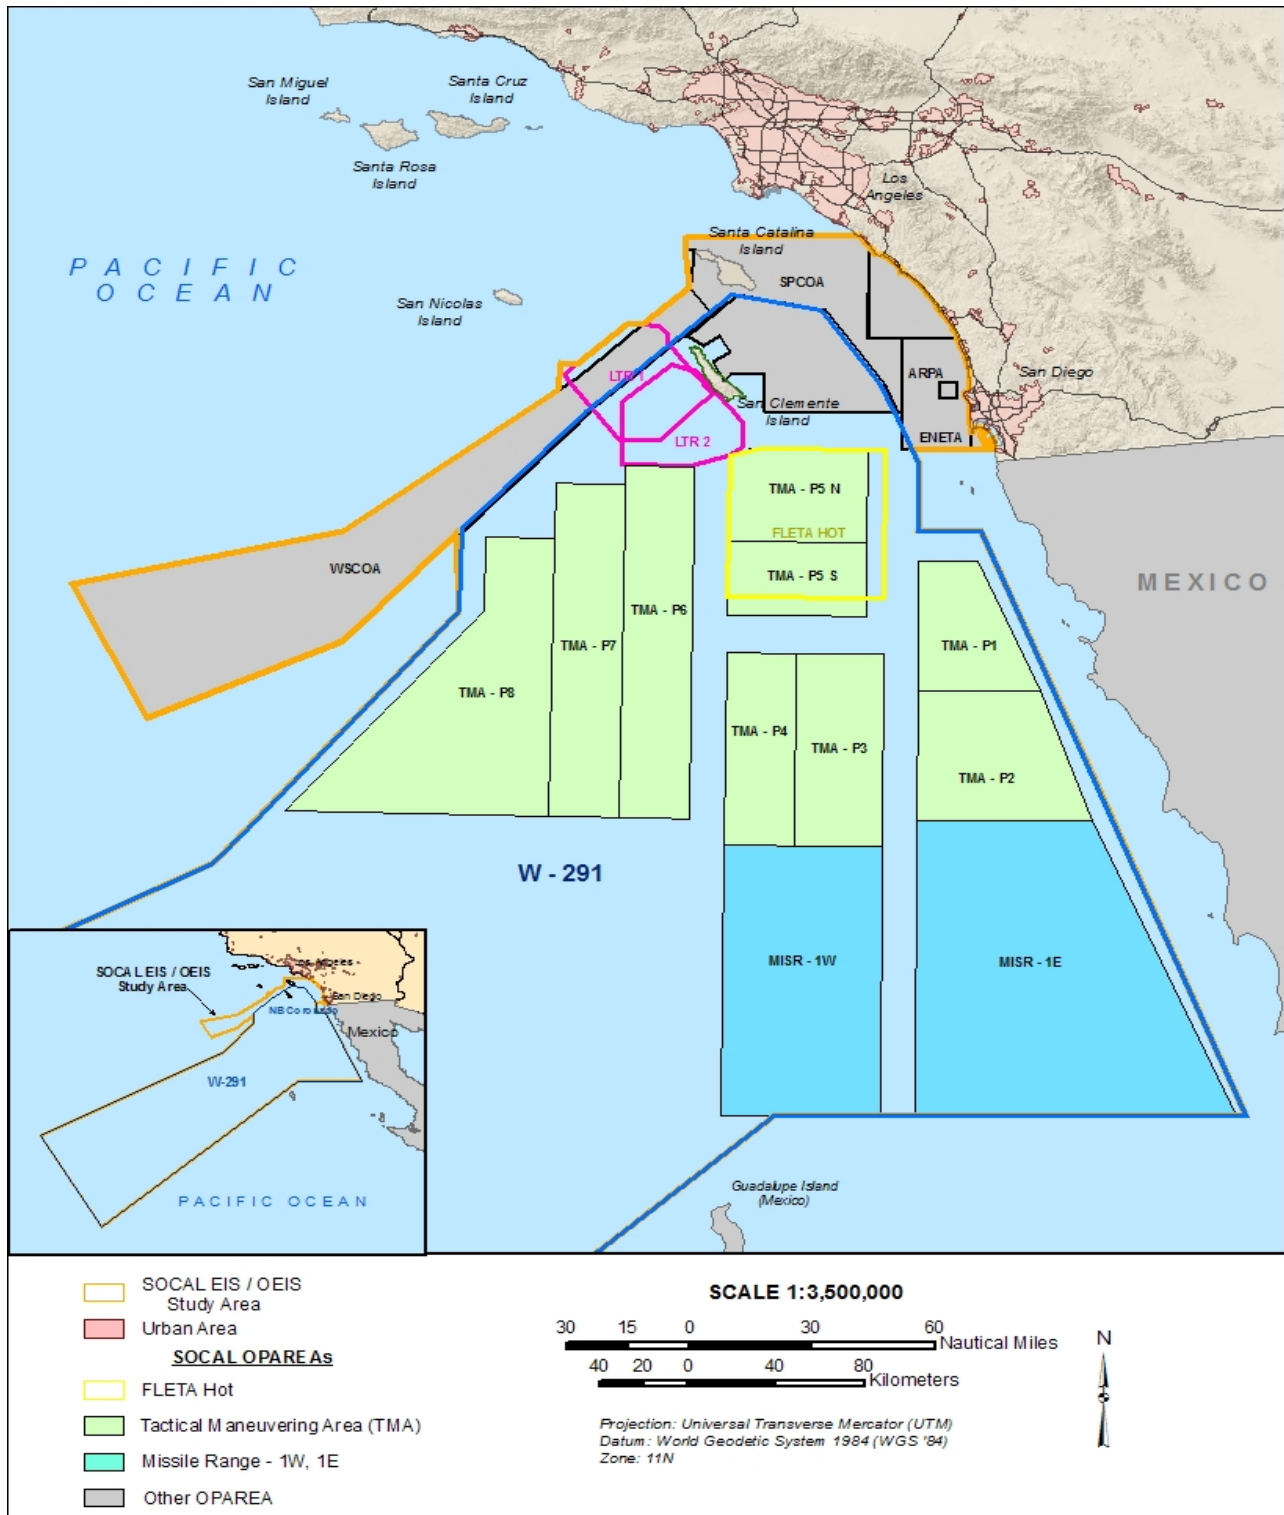 San Miguel
Island
Santa Cruz
Island
Santa Rosa
Island
Los
Angeles
Santa Catalina
Island
PACIFIC
OCEAN
SPCOA
San Nicolas
Island
LTR 1
ARPA
San Diego
San Clemente
Island
LTR 2
ENETA
TMA - P5 N
FLETA HOT
WSCOA
TMA - P5 S
MEXICO
TMA - P6
TMA - P7
TMA - P1
TMA - P8
TMA - P4
TMA - P3
TMA - P2
W - 291
MISR - 1W
MISR - 1E
SOCAL EIS / OEIS
Study Area
Los Angeles
San Diego
NB Coronado
Mexico
W-291
PACIFIC OCEAN
Guadalupe Island
(Mexico)
SOCAL EIS / OEIS
Study Area
Urban Area
SOCAL OPAREAs
FLETA Hot
Tactical Maneuvering Area (TMA)
Missile Range - 1W, 1E
Other OPAREA
SCALE 1:3,500,000
30 15 0 30 60
Nautical Miles
40 20 0 40 80
Kilometers
Projection: Universal Transverse Mercator (UTM)
Datum: World Geodetic System 1984 (WGS '84)
Zone: 11N
N